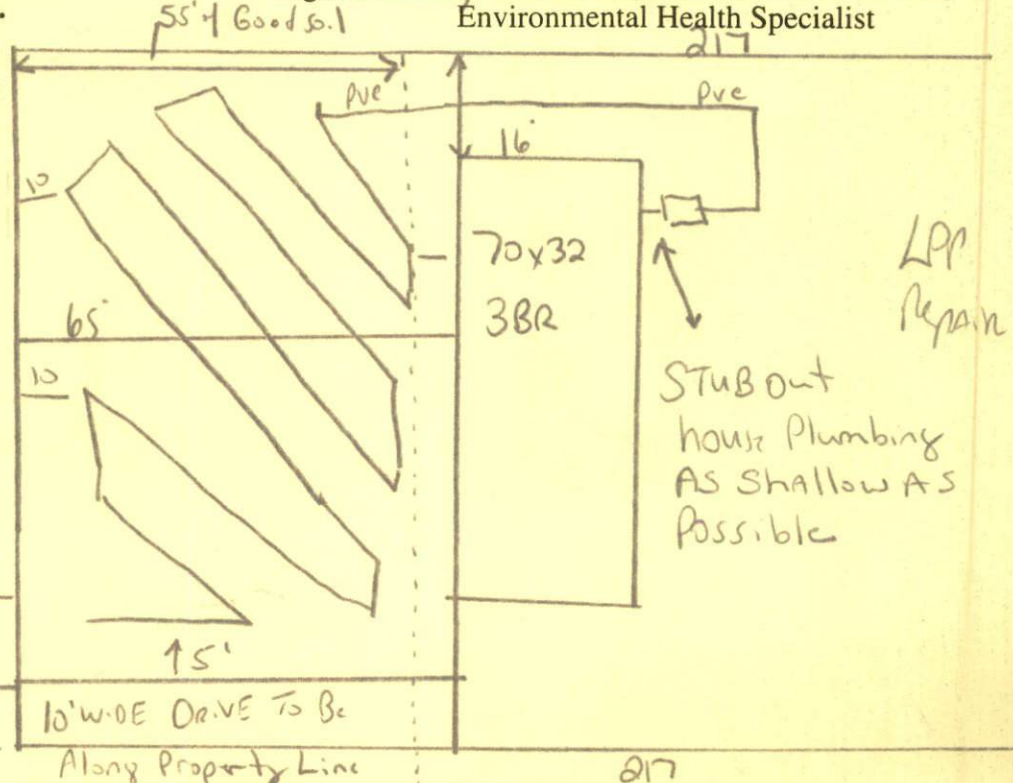 55' of Good soil
Environmental Health Specialist
217
PVC
PVC
16'
10
70x32
3BR
LPP
Repair
65'
10
STUB Out
house Plumbing
AS Shallow AS
Possible
↑5'
10' WIDE DRIVE To Be
Along Property Line
217